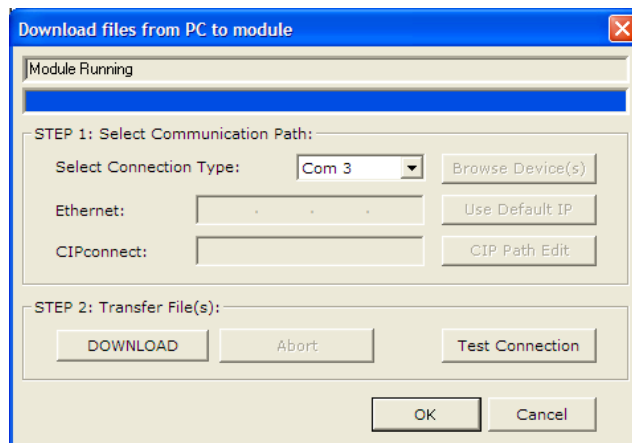 Download files from PC to module
Module Running
STEP 1: Select Communication Path:
Select Connection Type: Com 3 Browse Device(s)
Ethernet: . . . Use Default IP
CIPconnect: CIP Path Edit
STEP 2: Transfer File(s):
DOWNLOAD Abort Test Connection
OK Cancel